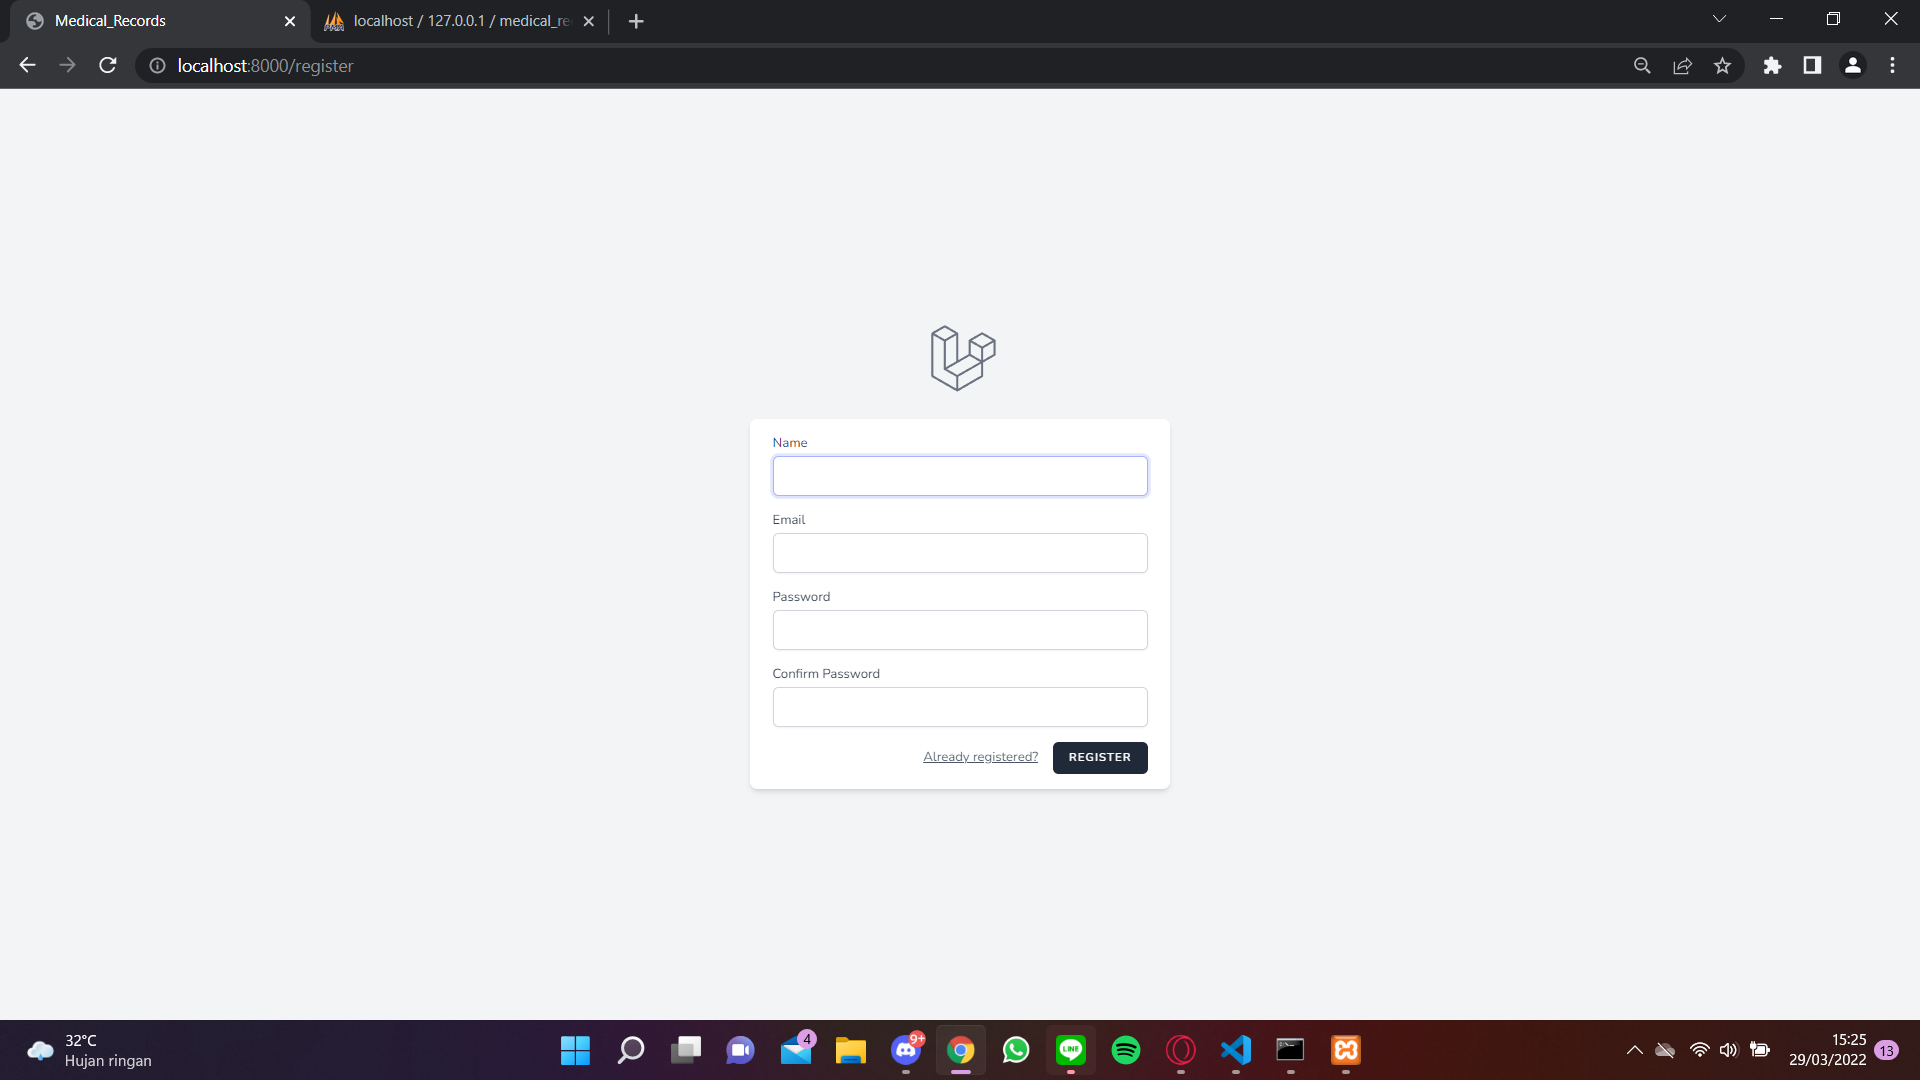 Medical_Records
localhost / 127.0.0.1 / medical_re
localhost:8000/register
Name
Email
Password
Confirm Password
Already registered?
REGISTER
32°C
Hujan ringan
4
9+
LINE
15:25
29/03/2022
13